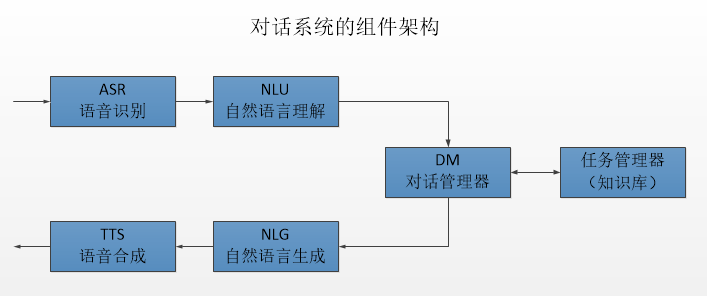 对话系统的组件架构
ASR
语音识别
NLU
自然语言理解
DM
对话管理器
任务管理器
（知识库）
TTS
语音合成
NLG
自然语言生成